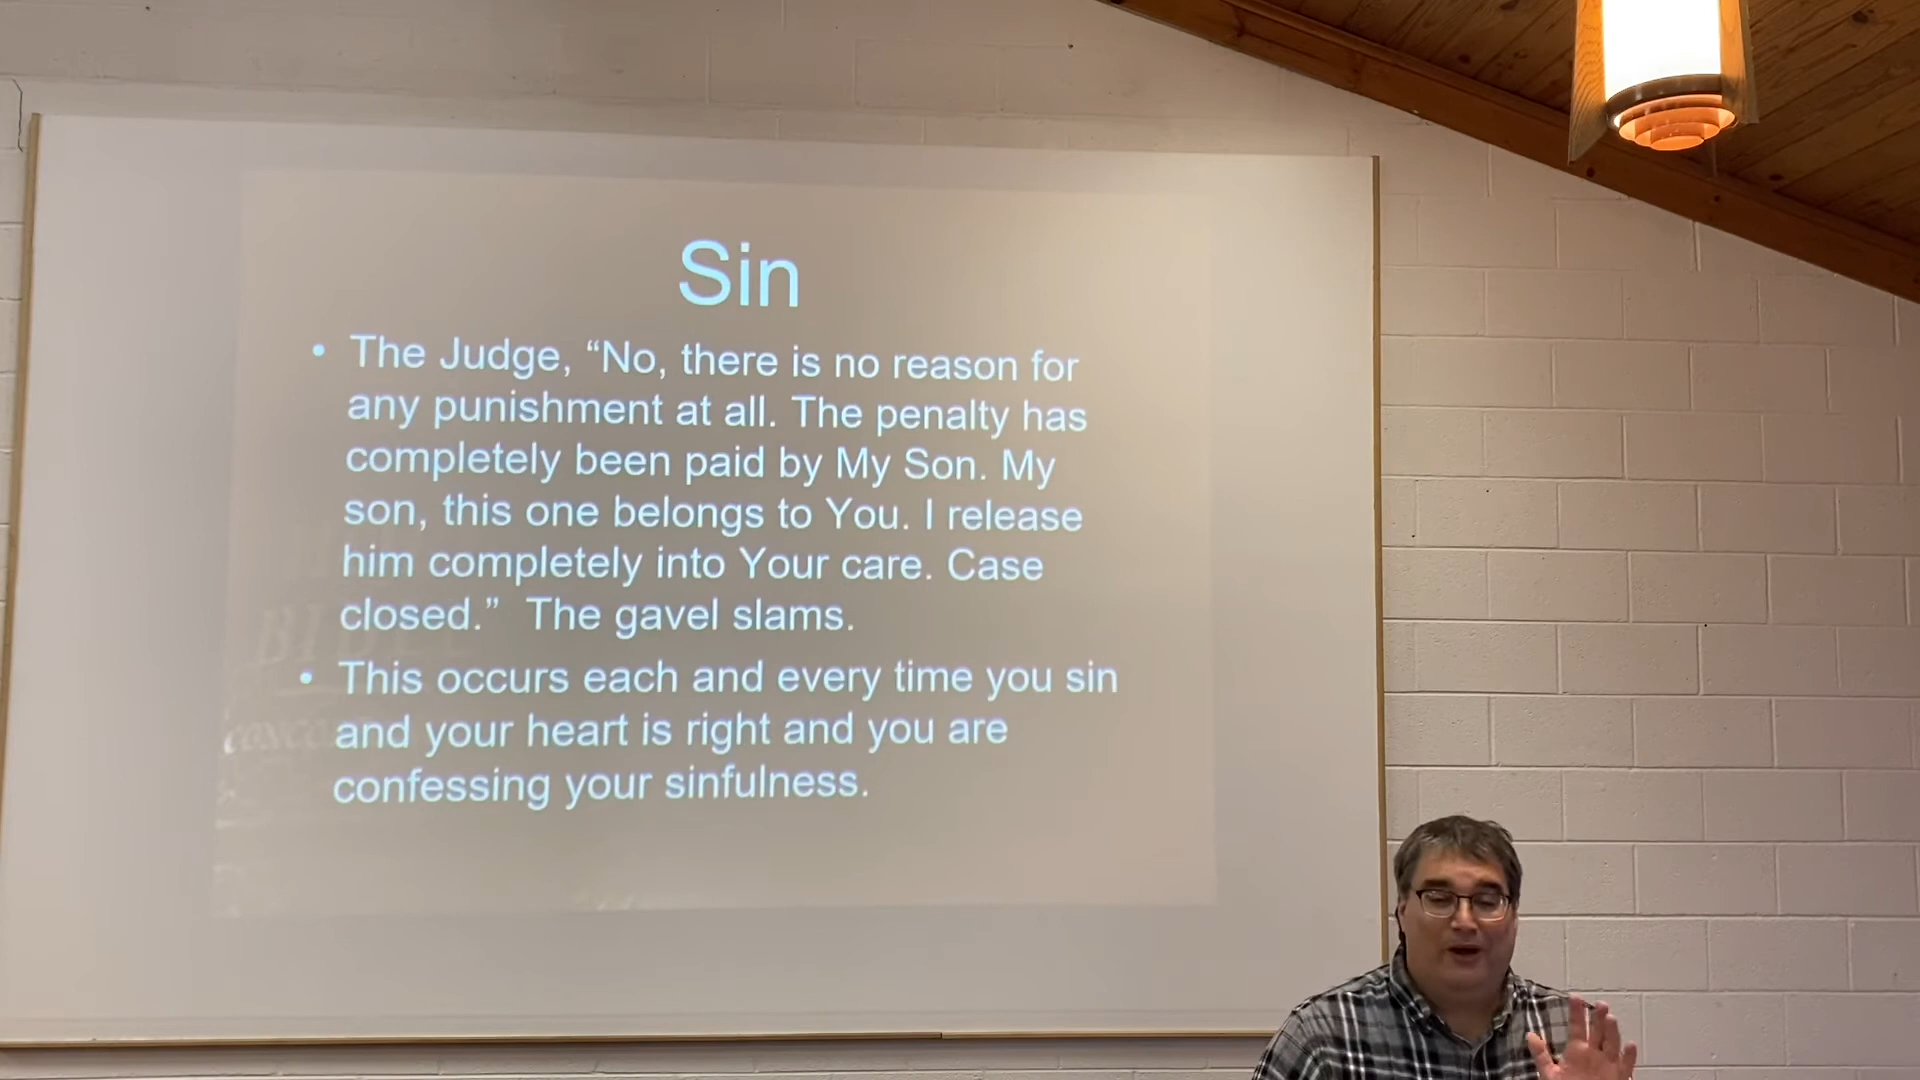 Sin
• The Judge, “No, there is no reason for
any punishment at all. The penalty has
completely been paid by My Son. My
son, this one belongs to You. I release
him completely into Your care. Case
closed.” The gavel slams.
• This occurs each and every time you sin
and your heart is right and you are
confessing your sinfulness.